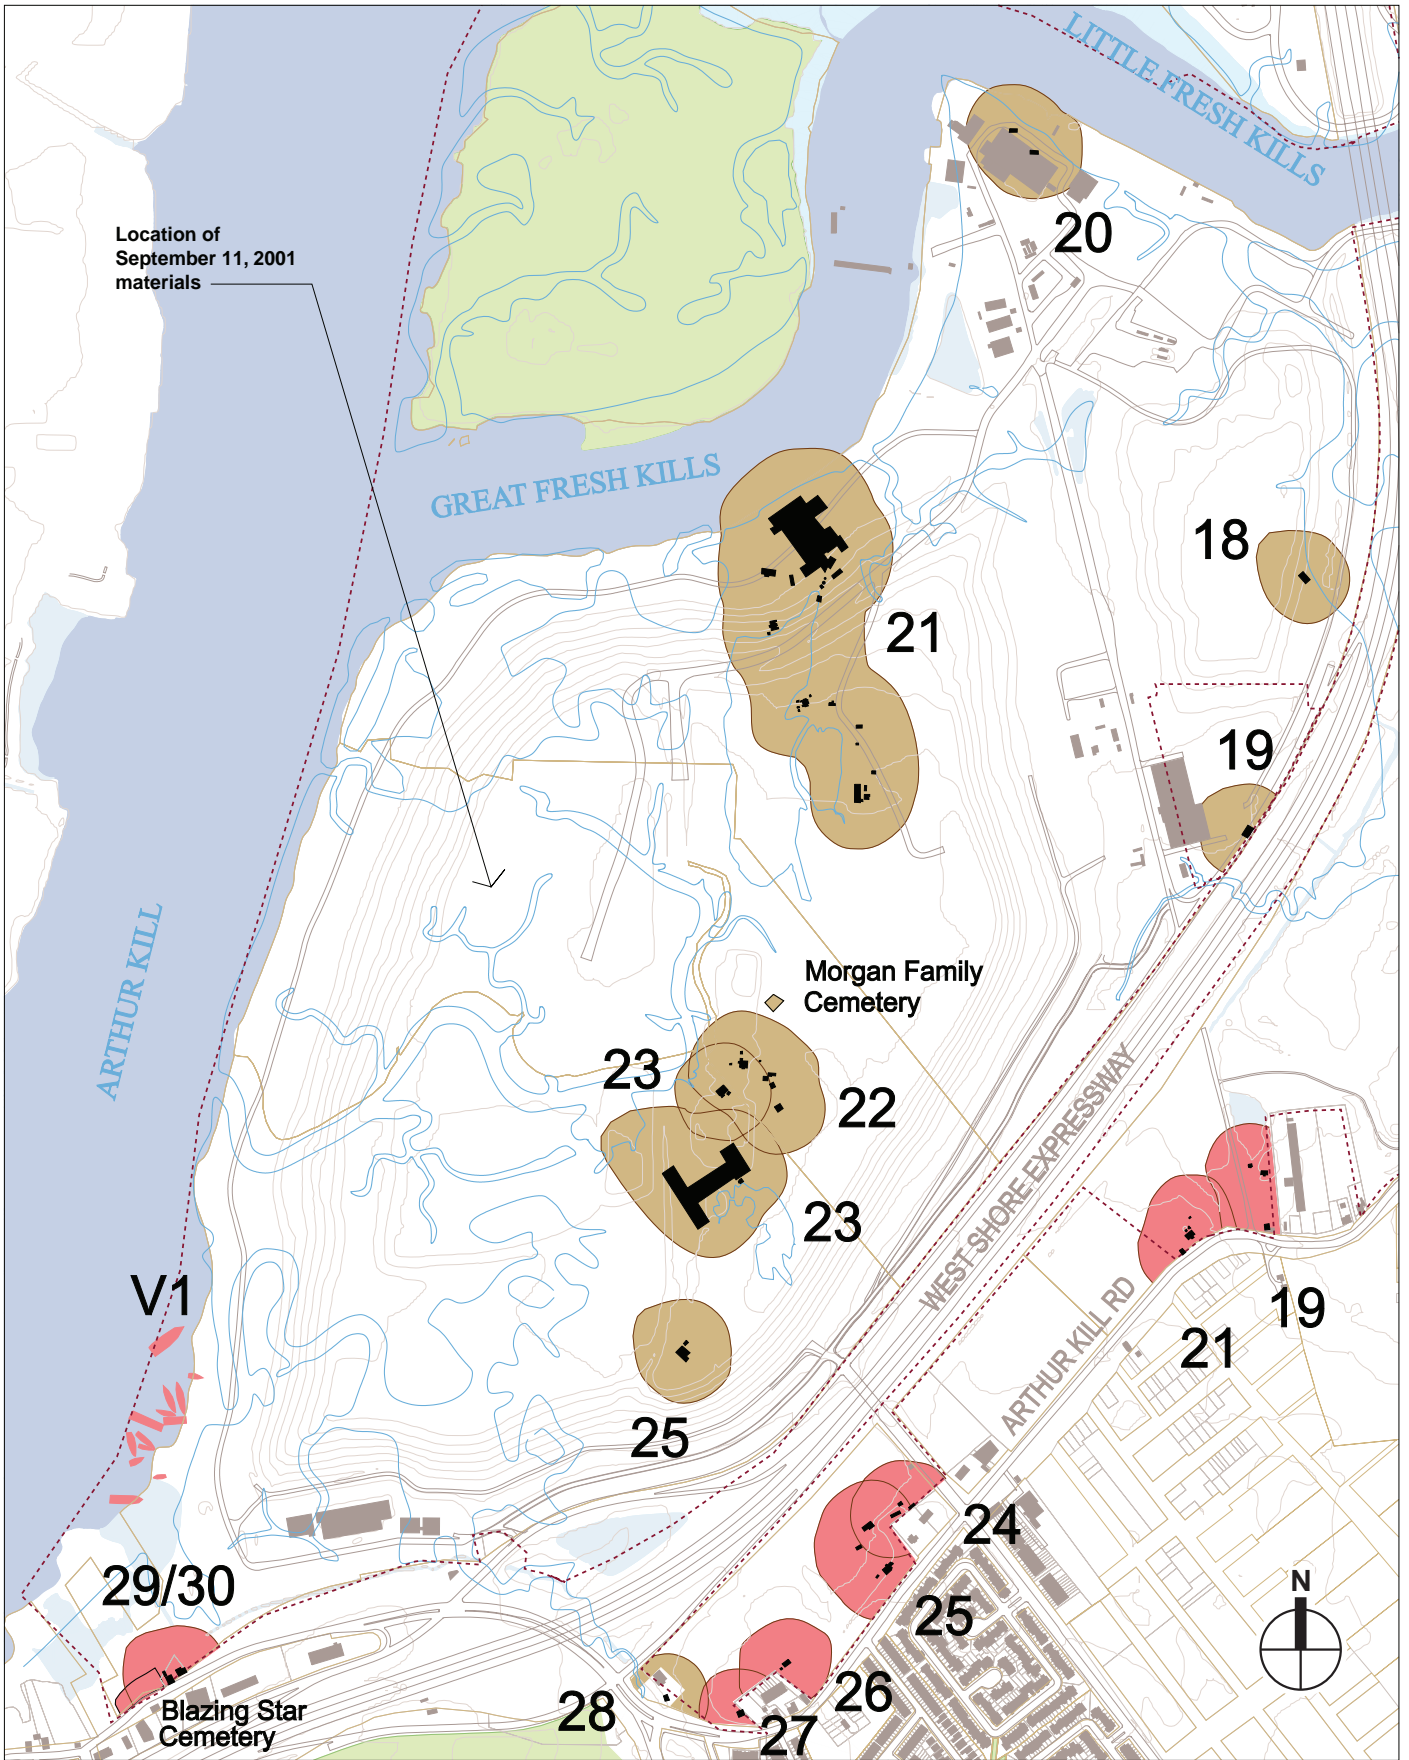 LITTLE FRESH KILLS
Location of
September 11, 2001
materials
20
GREAT FRESH KILLS
18
21
19
ARTHUR KILL
Morgan Family
Cemetery
23
22
23
WEST SHORE EXPRESSWAY
V1
ARTHUR KILL RD
19
21
25
24
29/30
25
N
26
28
27
Blazing Star
Cemetery